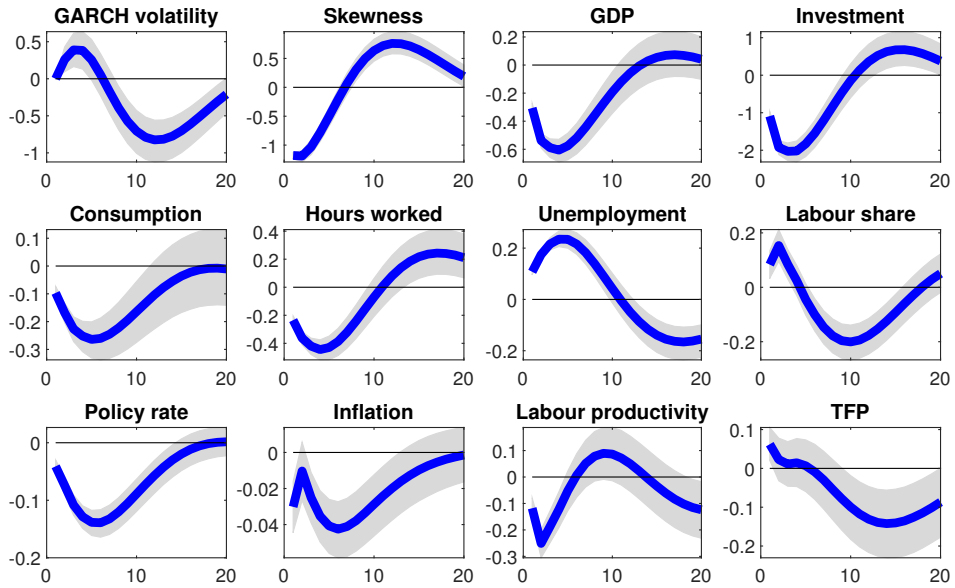 GARCH volatility
0.5
0
-0.5
-1
0 10 20
Skewness
1
0.5
0
-0.5
-1
0 10 20
GDP
0.2
0
-0.2
-0.4
-0.6
0 10 20
Investment
1
0
-1
-2
0 10 20
Consumption
0.1
0
-0.1
-0.2
-0.3
0 10 20
Hours worked
0.4
0.2
0
-0.2
-0.4
0 10 20
Unemployment
0.2
0
-0.2
0 10 20
Labour share
0.2
0
-0.2
0 10 20
Policy rate
0
-0.1
-0.2
0 10 20
Inflation
0
-0.02
-0.04
0 10 20
Labour productivity
0.2
0.1
0
-0.1
-0.2
-0.3
0 10 20
TFP
0.1
0
-0.1
-0.2
0 10 20